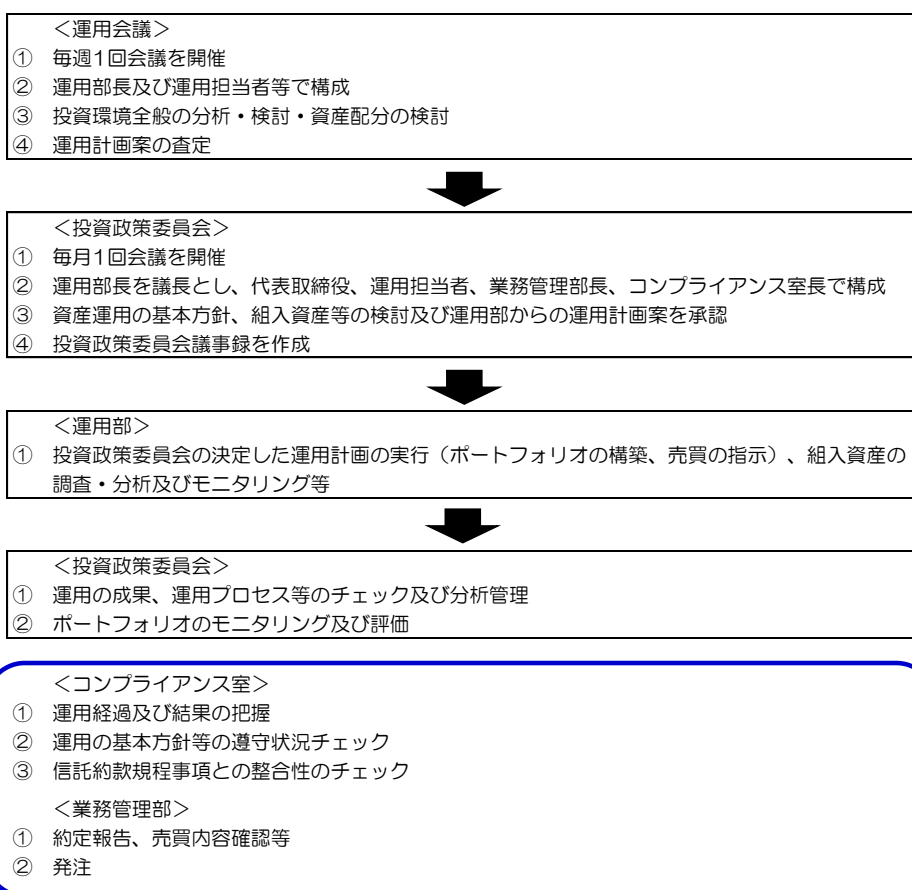 ＜運用会議＞
① 毎週1回会議を開催
② 運用部長及び運用担当者等で構成
③ 投資環境全般の分析・検討・資産配分の検討
④ 運用計画案の査定
＜投資政策委員会＞
① 毎月1回会議を開催
② 運用部長を議長とし、代表取締役、運用担当者、業務管理部長、コンプライアンス室長で構成
③ 資産運用の基本方針、組入資産等の検討及び運用部からの運用計画案を承認
④ 投資政策委員会議事録を作成
＜運用部＞
① 投資政策委員会の決定した運用計画の実行（ポートフォリオの構築、売買の指示）、組入資産の
調査・分析及びモニタリング等
＜投資政策委員会＞
① 運用の成果、運用プロセス等のチェック及び分析管理
② ポートフォリオのモニタリング及び評価
＜コンプライアンス室＞
① 運用経過及び結果の把握
② 運用の基本方針等の遵守状況チェック
③ 信託約款規程事項との整合性のチェック
＜業務管理部＞
① 約定報告、売買内容確認等
② 発注